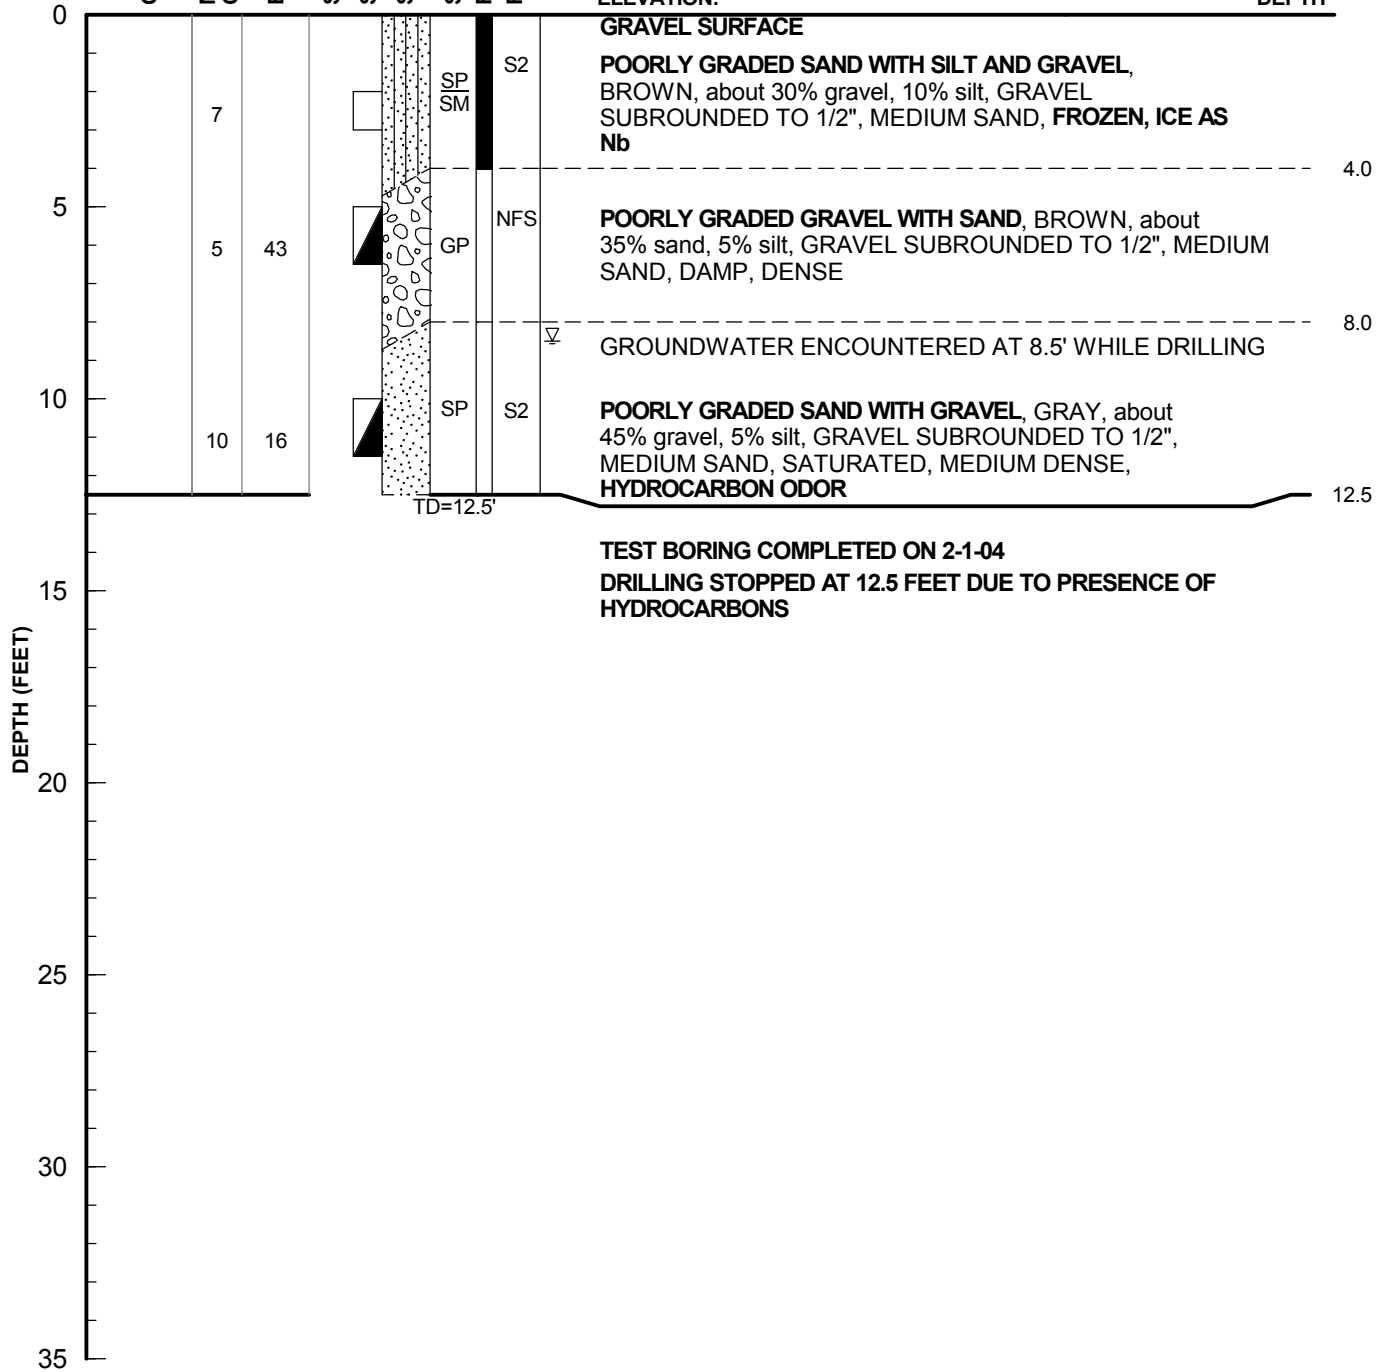 ELEVATION: DEPTH
0
GRAVEL SURFACE
S2
POORLY GRADED SAND WITH SILT AND GRAVEL,
SP
SM
BROWN, about 30% gravel, 10% silt, GRAVEL
7
SUBROUNDED TO 1/2", MEDIUM SAND, FROZEN, ICE AS
Nb
4.0
5
NFS
POORLY GRADED GRAVEL WITH SAND, BROWN, about
5 43
GP
35% sand, 5% silt, GRAVEL SUBROUNDED TO 1/2", MEDIUM
SAND, DAMP, DENSE
8.0
GROUNDWATER ENCOUNTERED AT 8.5' WHILE DRILLING
10
SP
S2
POORLY GRADED SAND WITH GRAVEL, GRAY, about
10 16
45% gravel, 5% silt, GRAVEL SUBROUNDED TO 1/2",
MEDIUM SAND, SATURATED, MEDIUM DENSE,
HYDROCARBON ODOR
12.5
TD=12.5'
TEST BORING COMPLETED ON 2-1-04
15
DRILLING STOPPED AT 12.5 FEET DUE TO PRESENCE OF
HYDROCARBONS
DEPTH (FEET)
20
25
30
35